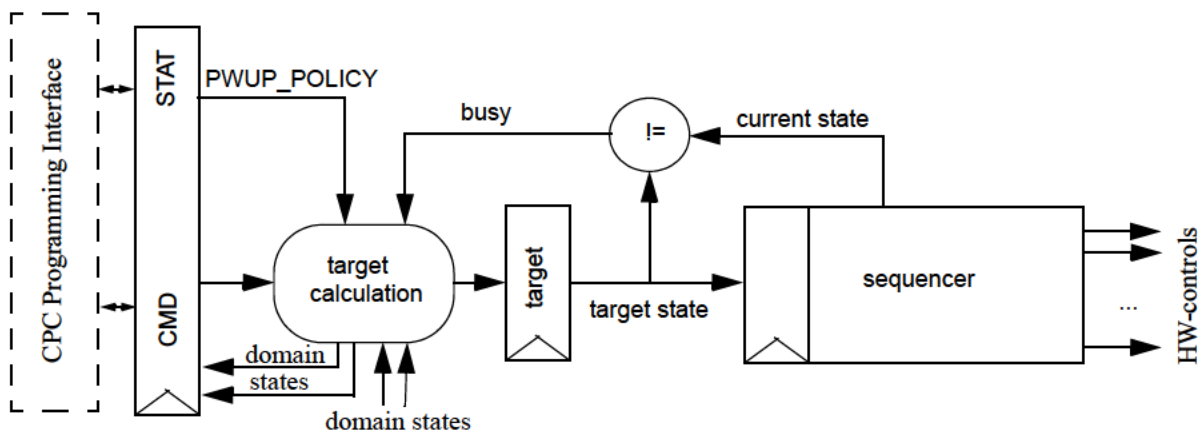 CPC Programming Interface
STAT
CMD
PWUP_POLICY
busy
!=
current state
target
calculation
target
target state
sequencer
...
HW-controls
domain
states
domain states